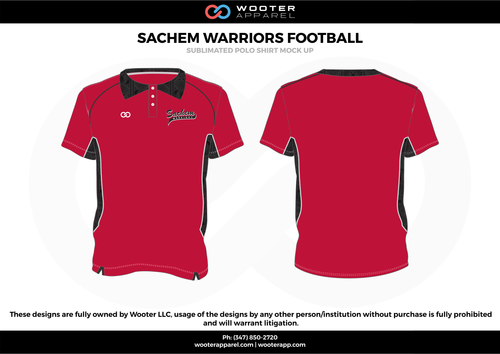 WOOTER
APPAREL
SACHEM WARRIORS FOOTBALL
SUBLIMATED POLO SHIRT MOCK UP
Sachem
These designs are fully owned by Wooter LLC, usage of the designs by any other person/institution without purchase is fully prohibited
and will warrant litigation.
Ph: (347) 850-2720
wooterapparel.com | wooterapp.com